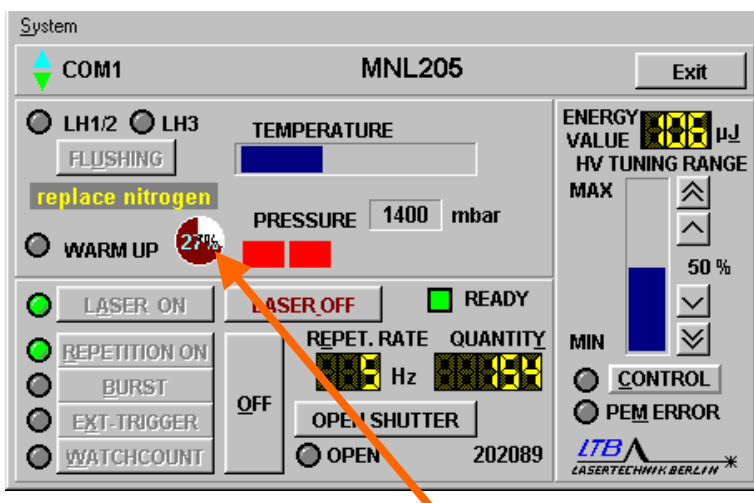 System
COM1 MNL205 Exit
LH1/2 LH3
FLUSHING
replace nitrogen
WARM UP 27%
TEMPERATURE
PRESSURE 1400 mbar
ENERGY
VALUE µJ
HV TUNING RANGE
MAX
50 %
MIN
CONTROL
PEM ERROR
LTB
LASERTECHNIK BERLIN
LASER ON LASER OFF READY
REPETITION ON
BURST
EXT-TRIGGER
WATCHCOUNT
OFF
REPET. RATE QUANTITY
5 Hz 154
OPEN SHUTTER
OPEN 202089